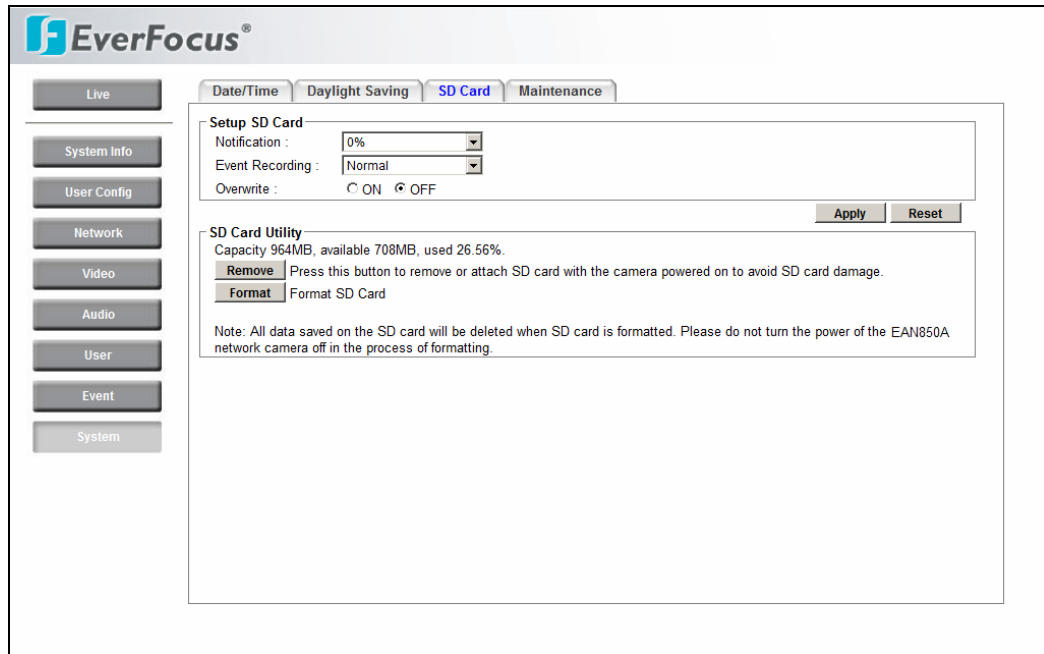 EverFocus®
Live
System Info
User Config
Network
Video
Audio
User
Event
System
Date/Time Daylight Saving SD Card Maintenance
Setup SD Card
Notification : 0%
Event Recording : Normal
Overwrite : ON OFF
Apply Reset
SD Card Utility
Capacity 964MB, available 708MB, used 26.56%.
Remove Press this button to remove or attach SD card with the camera powered on to avoid SD card damage.
Format Format SD Card
Note: All data saved on the SD card will be deleted when SD card is formatted. Please do not turn the power of the EAN850A
network camera off in the process of formatting.